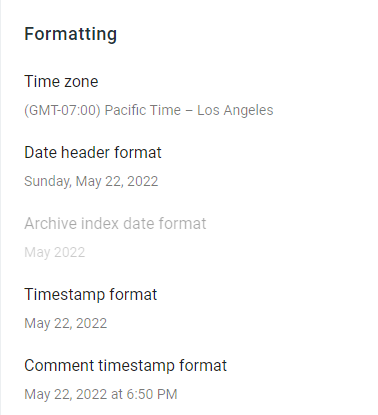 Formatting
Time zone
(GMT-07:00) Pacific Time – Los Angeles
Date header format
Sunday, May 22, 2022
Archive index date format
May 2022
Timestamp format
May 22, 2022
Comment timestamp format
May 22, 2022 at 6:50 PM